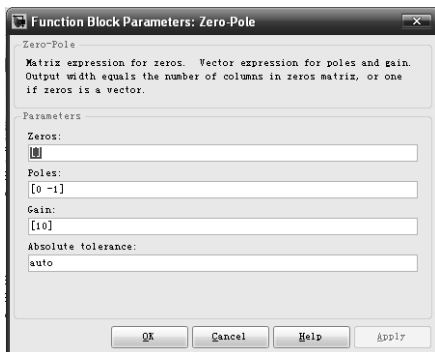 Function Block Parameters: Zero-Pole
Zero-Pole
Matrix expression for zeros. Vector expression for poles and gain.
Output width equals the number of columns in zeros matrix, or one
if zeros is a vector.
Parameters
Zeros:
Poles:
[0 -1]
Gain:
[10]
Absolute tolerance:
auto
OK Cancel Help Apply